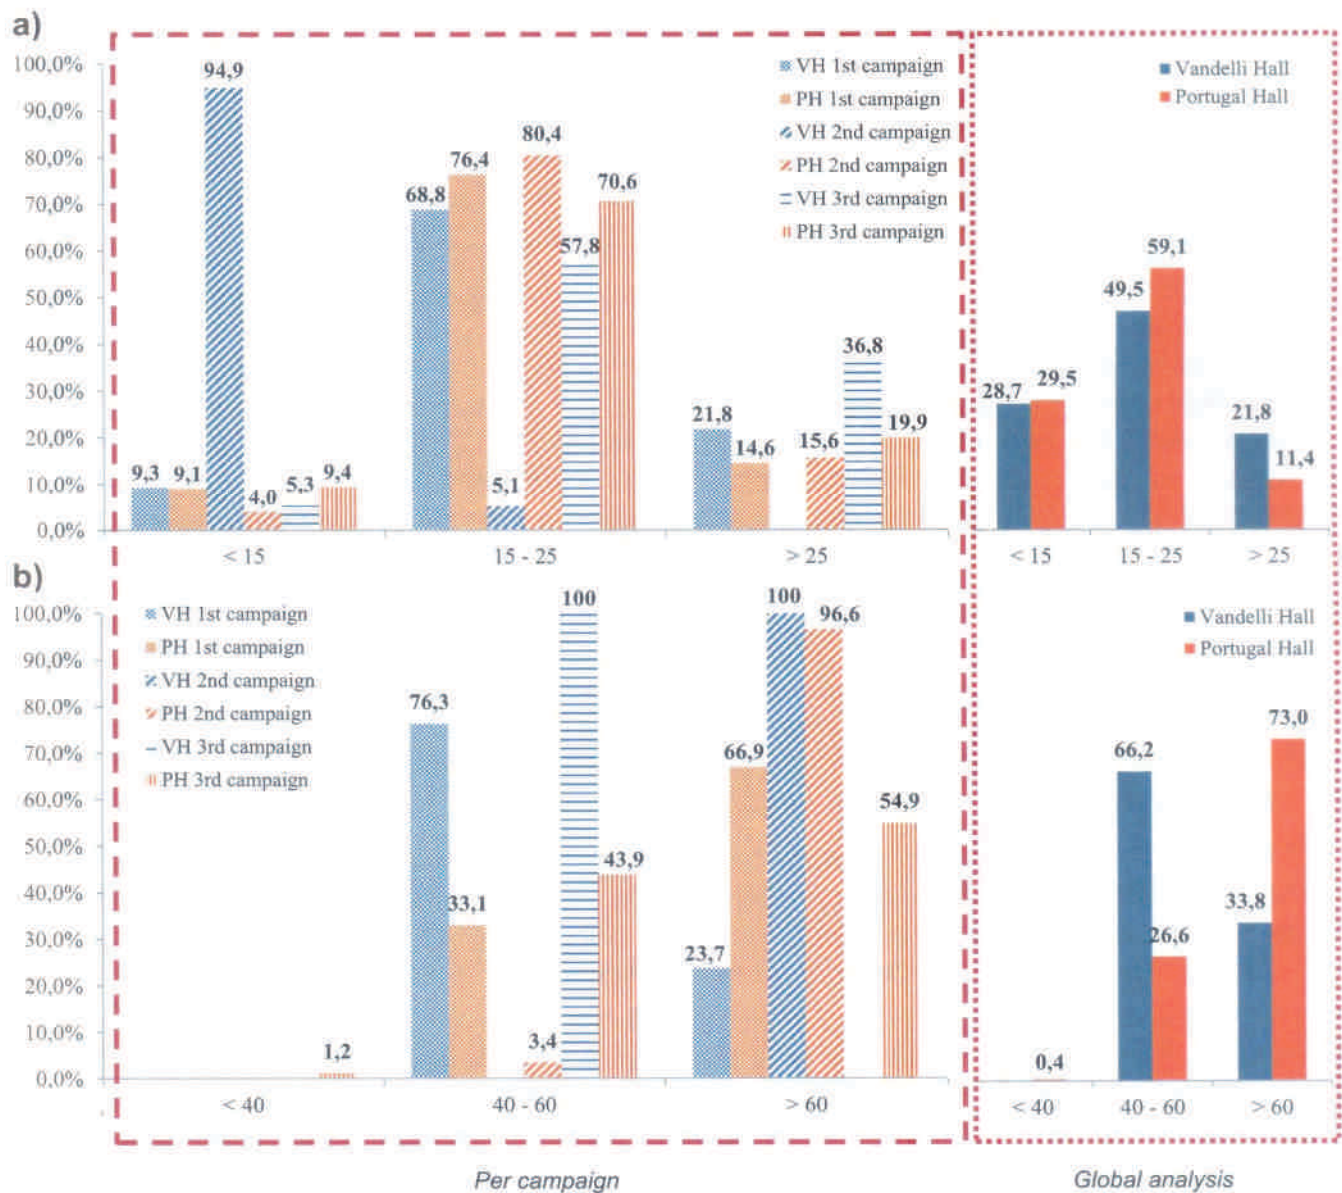 a)
100,0%
90,0%
80,0%
70,0%
60,0%
50,0%
40,0%
30,0%
20,0%
10,0%
0,0%
9,3 9,1 94,9 4,0 5,3 9,4
68,8 76,4 5,1 80,4 57,8 70,6
21,8 14,6 15,6 36,8 19,9
< 15 15 - 25 > 25
VH 1st campaign
PH 1st campaign
VH 2nd campaign
PH 2nd campaign
VH 3rd campaign
PH 3rd campaign
Vandelli Hall
Portugal Hall
28,7 29,5 49,5 59,1 21,8 11,4
< 15 15 - 25 > 25
b)
100,0%
90,0%
80,0%
70,0%
60,0%
50,0%
40,0%
30,0%
20,0%
10,0%
0,0%
VH 1st campaign
PH 1st campaign
VH 2nd campaign
PH 2nd campaign
VH 3rd campaign
PH 3rd campaign
1,2
76,3 33,1 3,4 100 43,9
23,7 66,9 100 96,6 54,9
< 40 40 - 60 > 60
Vandelli Hall
Portugal Hall
0,4 66,2 26,6 33,8 73,0
< 40 40 - 60 > 60
Per campaign
Global analysis